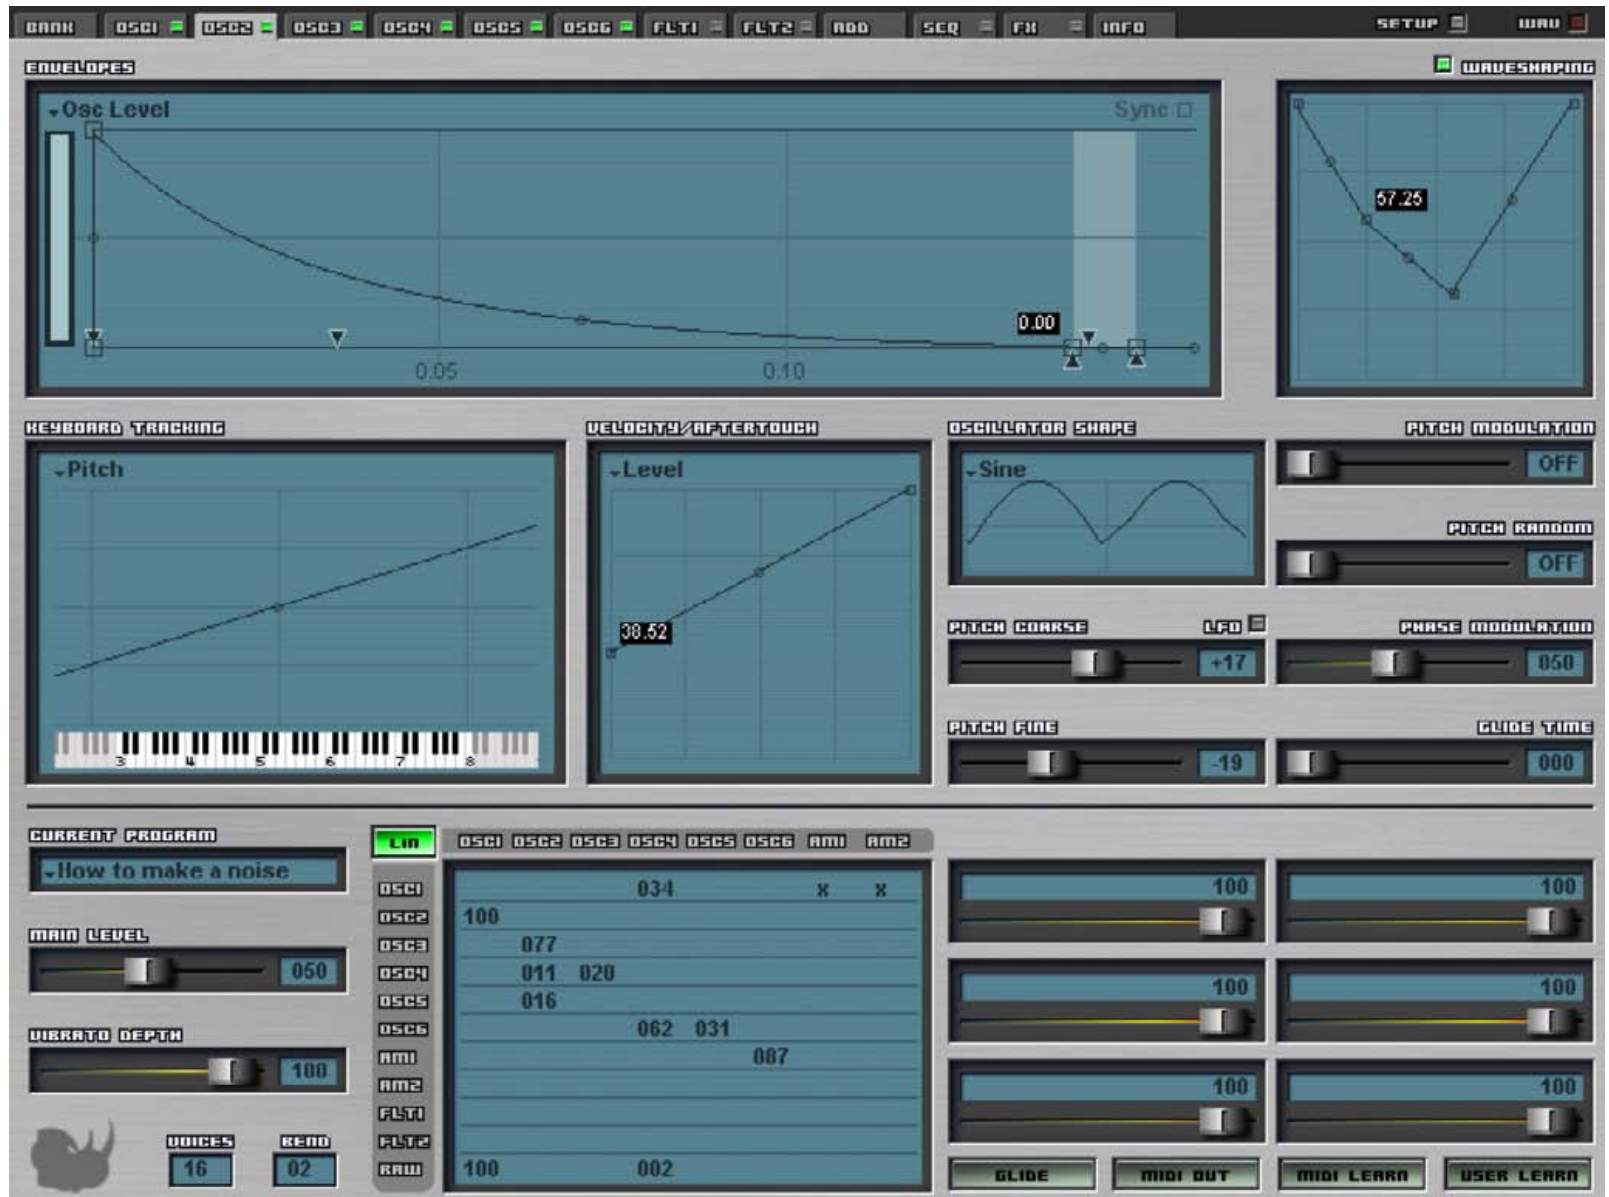 BANK OSC1 OSC2 OSC3 OSC4 OSC5 OSC6 FLT1 FLT2 ADD SEQ FX INFO SETUP WAV
ENVELOPES WAVESHAPING
Osc Level Sync
57.25
0.00
0.05 0.10
KEYBOARD TRACKING VELOCITY/AFTERTOUCH OSCILLATOR SHAPE PITCH MODULATION
Pitch Level Sine OFF
PITCH RANDOM
OFF
38.52 PITCH COARSE LFO PHASE MODULATION
+17 050
PITCH FINE GLIDE TIME
3 4 5 6 7 8 -19 000
CURRENT PROGRAM LIN OSC1 OSC2 OSC3 OSC4 OSC5 OSC6 AM1 AM2
How to make a noise
OSC1 034 x x 100 100
OSC2 100
MAIN LEVEL
OSC3 077
050 OSC4 011 020
OSC5 016 100 100
VIBRATO DEPTH OSC6 062 031
AM1 087
100 AM2 100 100
FLT1
VOICES BEND FLT2
16 02 RAW 100 002
GLIDE MIDI OUT MIDI LEARN USER LEARN